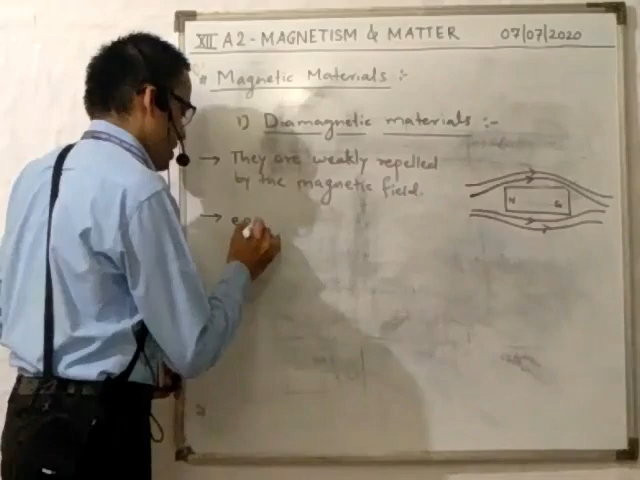 XII A2 - MAGNETISM & MATTER 07/07/2020
# Magnetic Materials :-
1) Diamagnetic materials :-
→ They are weakly repelled
by the magnetic field.
N S
→ e.g